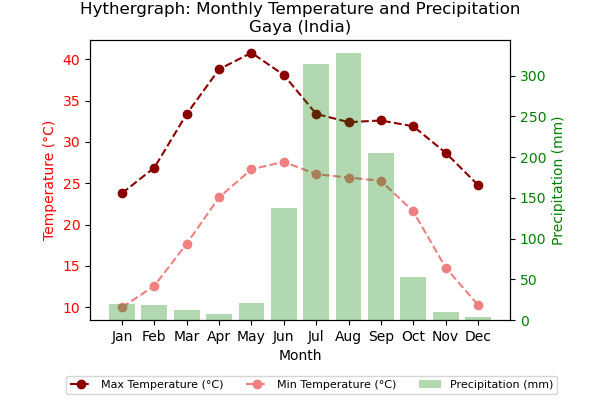 Hythergraph: Monthly Temperature and Precipitation
Gaya (India)
40
35
30
25
20
15
10
Temperature (°C)
300
250
200
150
100
50
0
Precipitation (mm)
Jan Feb Mar Apr May Jun Jul Aug Sep Oct Nov Dec
Month
Max Temperature (°C) Min Temperature (°C) Precipitation (mm)